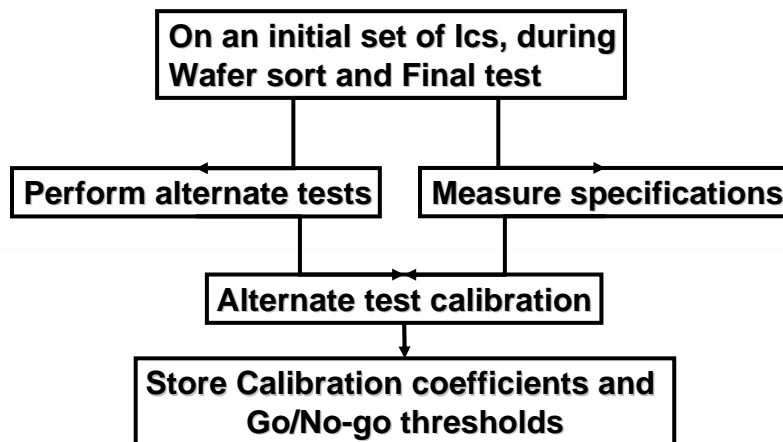 On an initial set of Ics, during
Wafer sort and Final test
Perform alternate tests
Measure specifications
Alternate test calibration
Store Calibration coefficients and
Go/No-go thresholds